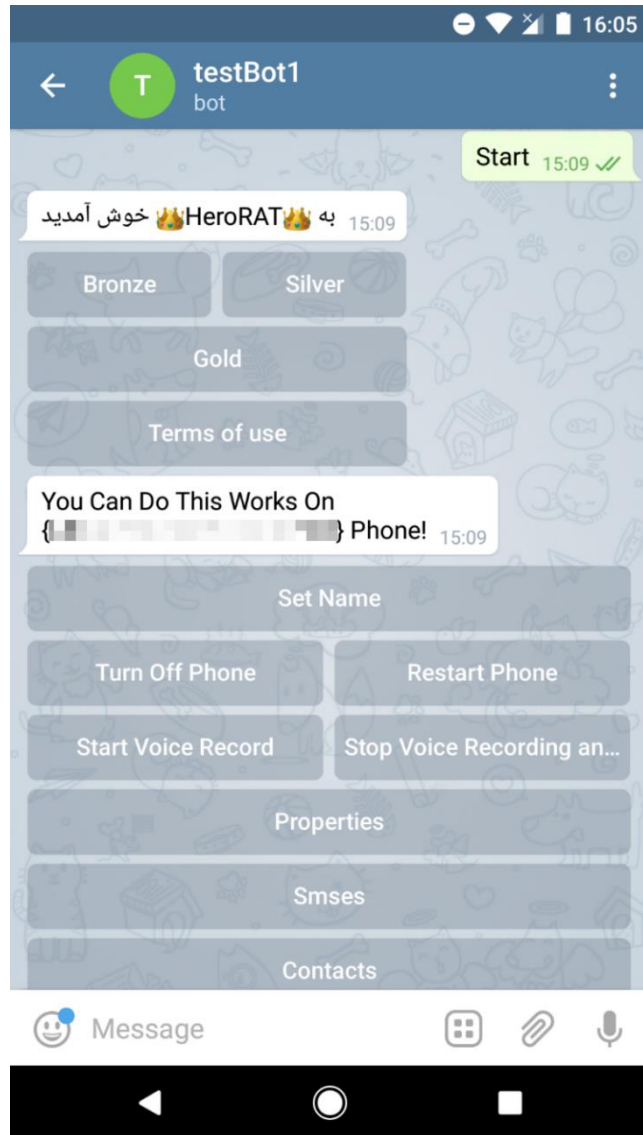 16:05
T
testBot1
bot
Start 15:09
به 👑HeroRAT👑 خوش آمدید 15:09
Bronze Silver
Gold
Terms of use
You Can Do This Works On
{ } Phone! 15:09
Set Name
Turn Off Phone Restart Phone
Start Voice Record Stop Voice Recording an...
Properties
Smses
Contacts
Message